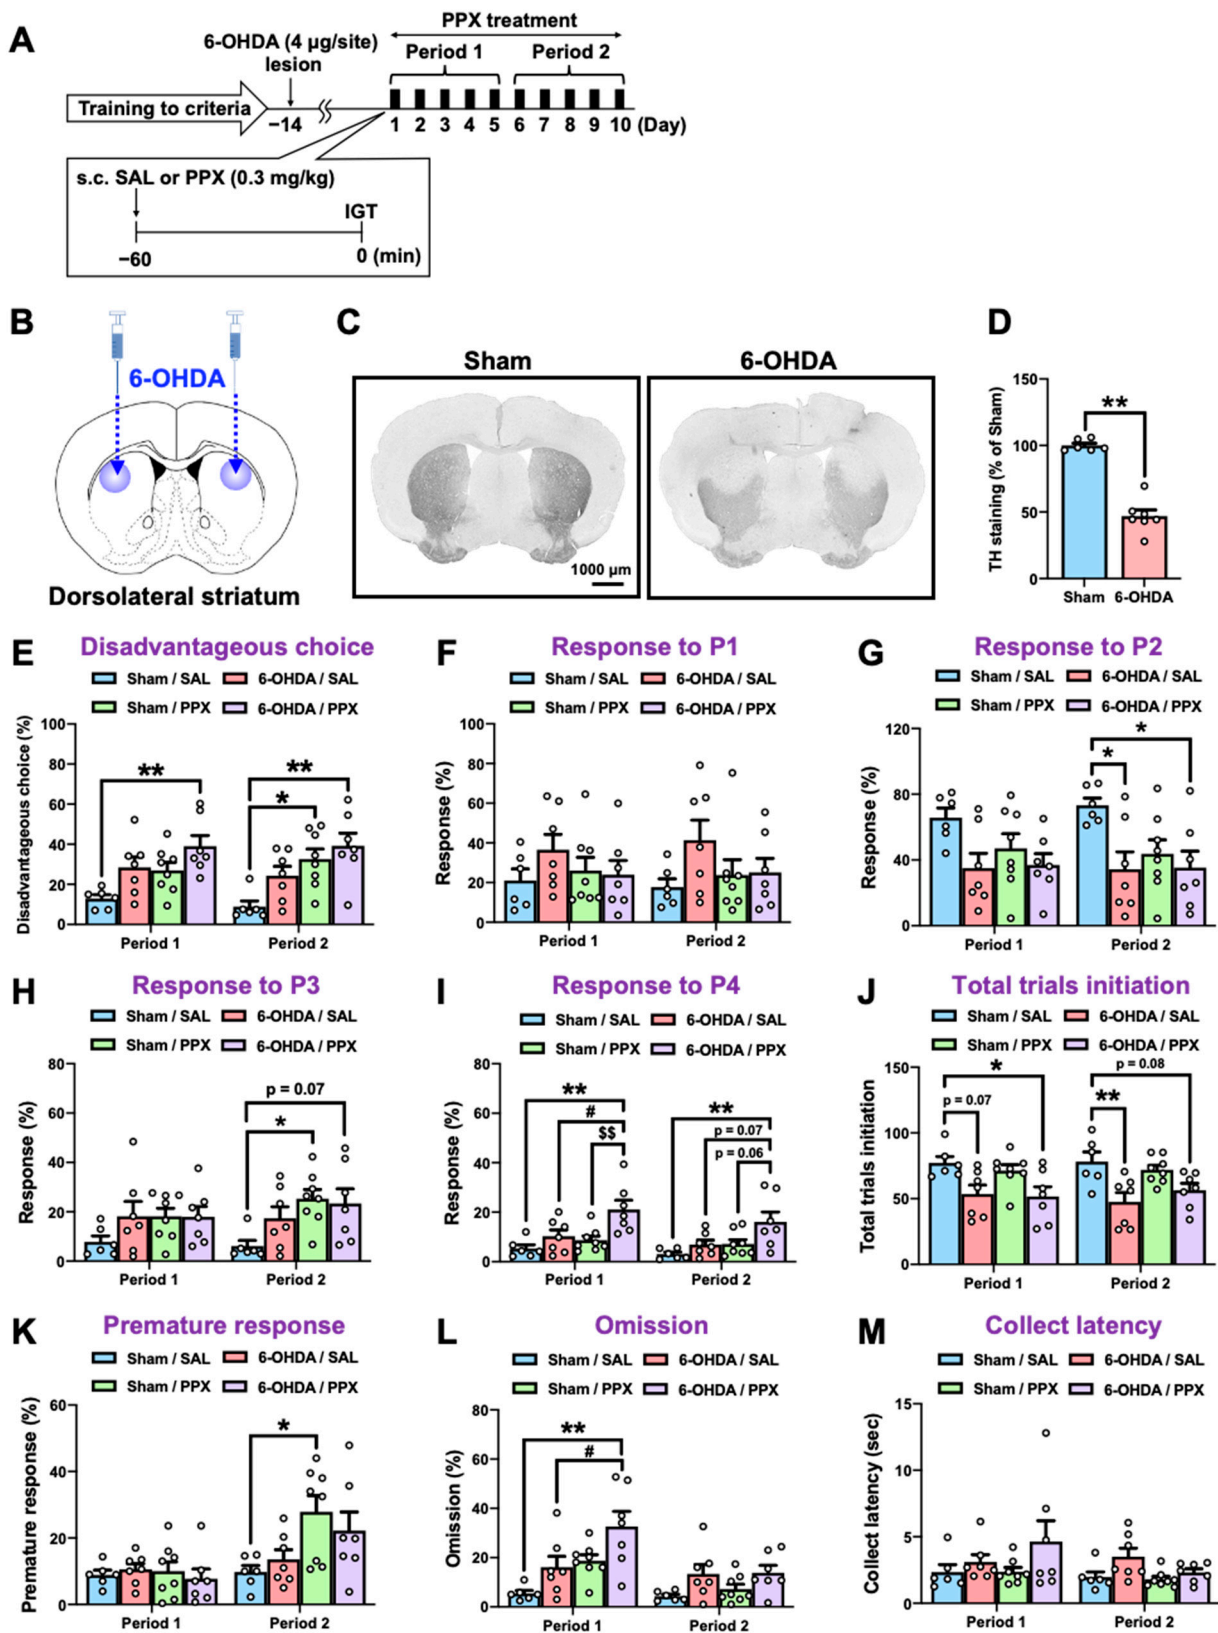 A
6-OHDA (4 μg/site)
lesion
PPX treatment
Period 1
Period 2
Training to criteria
−14
1 2 3 4 5 6 7 8 9 10 (Day)
s.c. SAL or PPX (0.3 mg/kg)
IGT
−60
0 (min)
B
6-OHDA
Dorsolateral striatum
C
Sham
6-OHDA
1000 μm
D
TH staining (% of Sham)
150
100
50
0
**
Sham 6-OHDA
E
Disadvantageous choice
Sham / SAL 6-OHDA / SAL
Sham / PPX 6-OHDA / PPX
Disadvantageous choice (%)
100
80
60
40
20
0
**
**
*
Period 1 Period 2
F
Response to P1
Sham / SAL 6-OHDA / SAL
Sham / PPX 6-OHDA / PPX
Response (%)
100
80
60
40
20
0
Period 1 Period 2
G
Response to P2
Sham / SAL 6-OHDA / SAL
Sham / PPX 6-OHDA / PPX
Response (%)
120
80
40
0
*
*
Period 1 Period 2
H
Response to P3
Sham / SAL 6-OHDA / SAL
Sham / PPX 6-OHDA / PPX
Response (%)
80
60
40
20
0
p = 0.07
*
Period 1 Period 2
I
Response to P4
Sham / SAL 6-OHDA / SAL
Sham / PPX 6-OHDA / PPX
Response (%)
80
60
40
20
0
**
#
$$
**
p = 0.07
p = 0.06
Period 1 Period 2
J
Total trials initiation
Sham / SAL 6-OHDA / SAL
Sham / PPX 6-OHDA / PPX
Total trials initiation
150
100
50
0
*
p = 0.07
p = 0.08
**
Period 1 Period 2
K
Premature response
Sham / SAL 6-OHDA / SAL
Sham / PPX 6-OHDA / PPX
Premature response (%)
60
40
20
0
*
Period 1 Period 2
L
Omission
Sham / SAL 6-OHDA / SAL
Sham / PPX 6-OHDA / PPX
Omission (%)
80
60
40
20
0
**
#
Period 1 Period 2
M
Collect latency
Sham / SAL 6-OHDA / SAL
Sham / PPX 6-OHDA / PPX
Collect latency (sec)
15
10
5
0
Period 1 Period 2